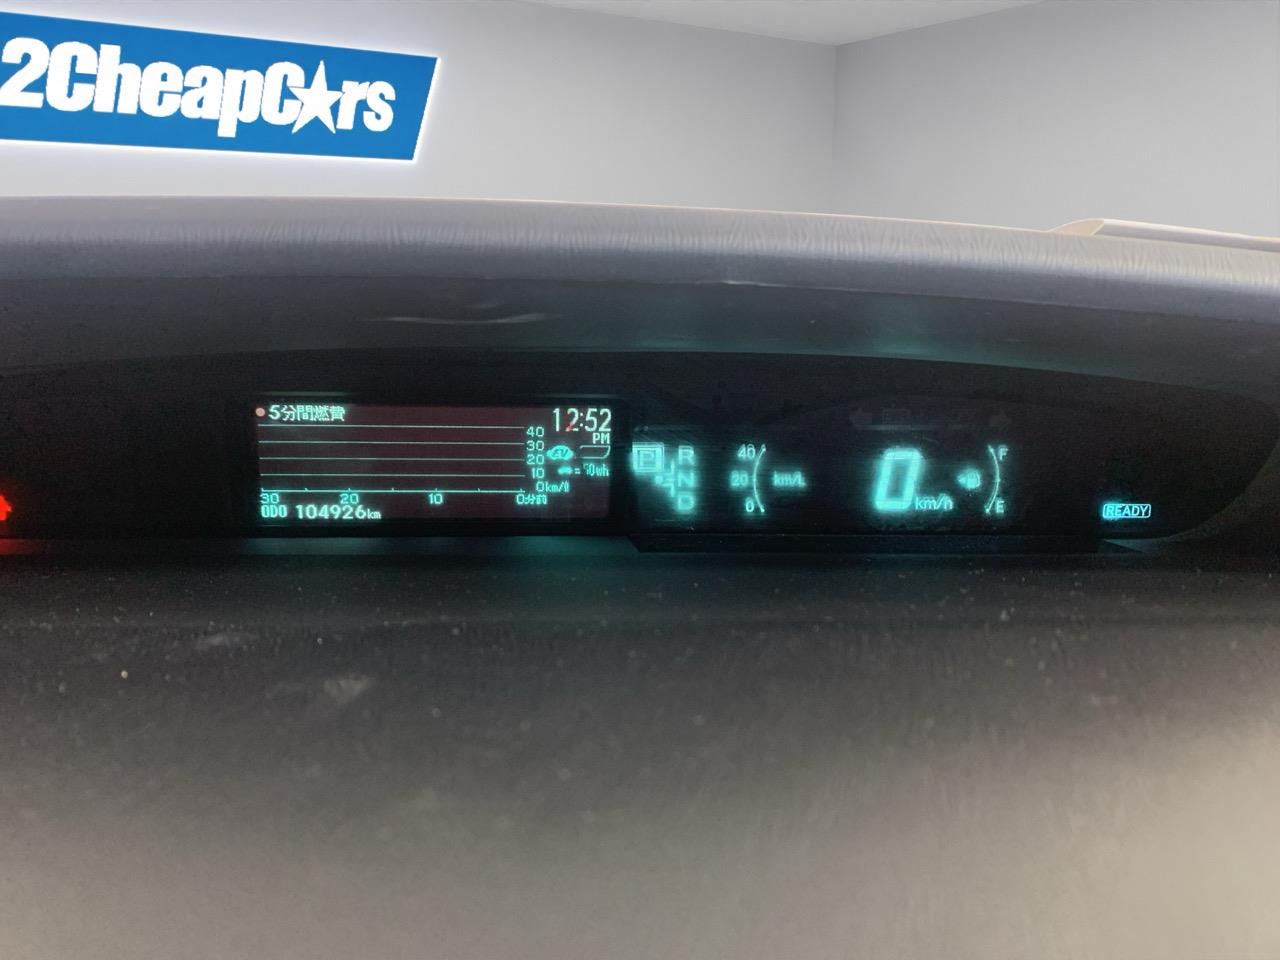 2CheapCars
5分間燃費
12:52
PM
40
30
20
10
0km/l
= 50wh
30 20 10 0分前
ODO 104926km
P
R
N
D
40
20
0
km/L
0 km/h
F
E
READY